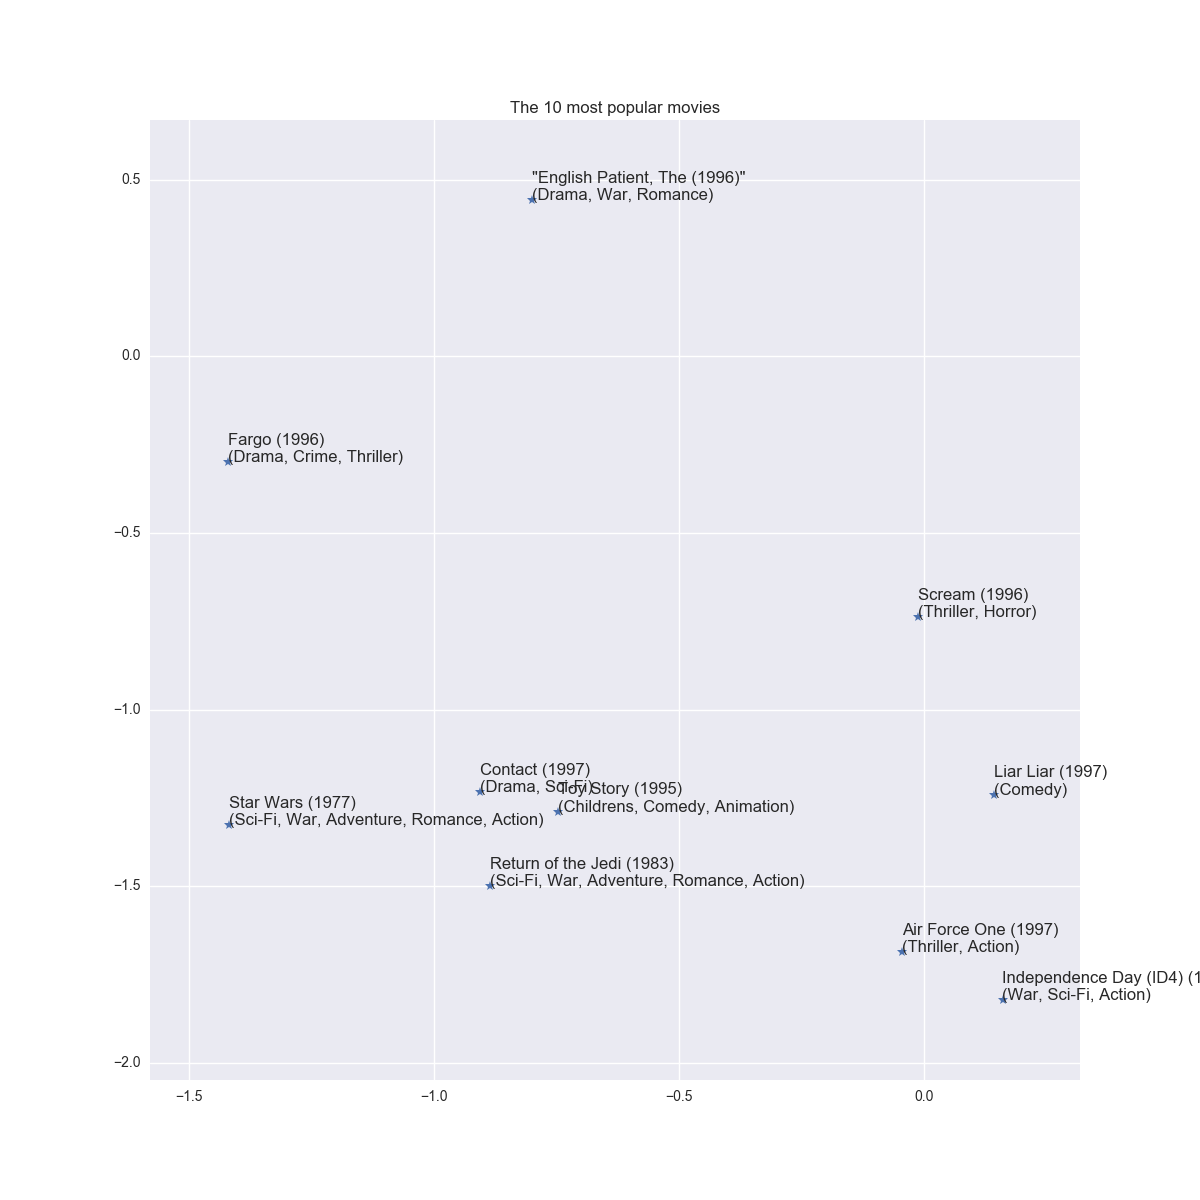 The 10 most popular movies
0.5
"English Patient, The (1996)"
(Drama, War, Romance)
0.0
Fargo (1996)
(Drama, Crime, Thriller)
−0.5
Scream (1996)
(Thriller, Horror)
−1.0
Contact (1997)
(Drama, Sci-Fi)
Toy Story (1995)
(Childrens, Comedy, Animation)
Liar Liar (1997)
(Comedy)
Star Wars (1977)
(Sci-Fi, War, Adventure, Romance, Action)
Return of the Jedi (1983)
(Sci-Fi, War, Adventure, Romance, Action)
−1.5
Air Force One (1997)
(Thriller, Action)
Independence Day (ID4) (1
(War, Sci-Fi, Action)
−2.0
−1.5 −1.0 −0.5 0.0